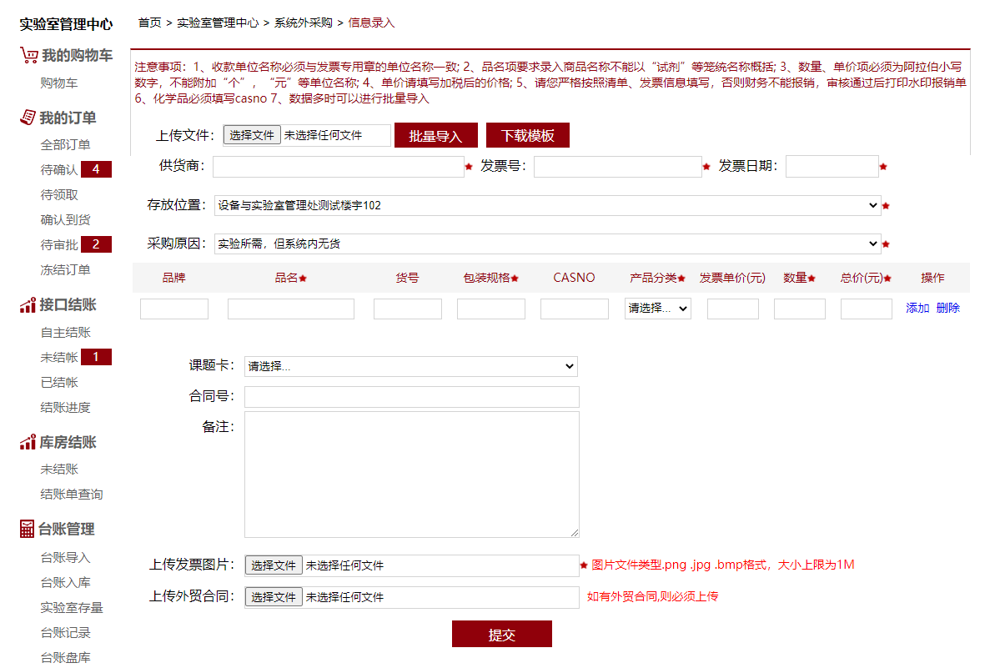 实验室管理中心
首页 > 实验室管理中心 > 系统外采购 > 信息录入
我的购物车
购物车
我的订单
全部订单
待确认 4
待领取
确认到货
待审批 2
冻结订单
接口结账
自主结账
未结帐 1
已结帐
结账进度
库房结账
未结账
结账单查询
台账管理
台账导入
台账入库
实验室存量
台账记录
台账盘库
注意事项：1、收款单位名称必须与发票专用章的单位名称一致; 2、品名项要求录入商品名称不能以“试剂”等笼统名称概括; 3、数量、单价项必须为阿拉伯小写
数字，不能附加“个”，“元”等单位名称; 4、单价请填写加税后的价格; 5、请您严格按照清单、发票信息填写，否则财务不能报销，审核通过后打印水印报销单
6、化学品必须填写casno 7、数据多时可以进行批量导入
上传文件： 选择文件 未选择任何文件 批量导入 下载模板
供货商： ★ 发票号： ★ 发票日期： ★
存放位置： 设备与实验室管理处测试楼宇102 ★
采购原因： 实验所需，但系统内无货 ★
品牌 品名★ 货号 包装规格★ CASNO 产品分类★ 发票单价(元) 数量★ 总价(元)★ 操作
请选择... 添加 删除
课题卡： 请选择...
合同号：
备注：
上传发票图片： 选择文件 未选择任何文件 ★ 图片文件类型.png .jpg .bmp格式，大小上限为1M
上传外贸合同： 选择文件 未选择任何文件 如有外贸合同,则必须上传
提交